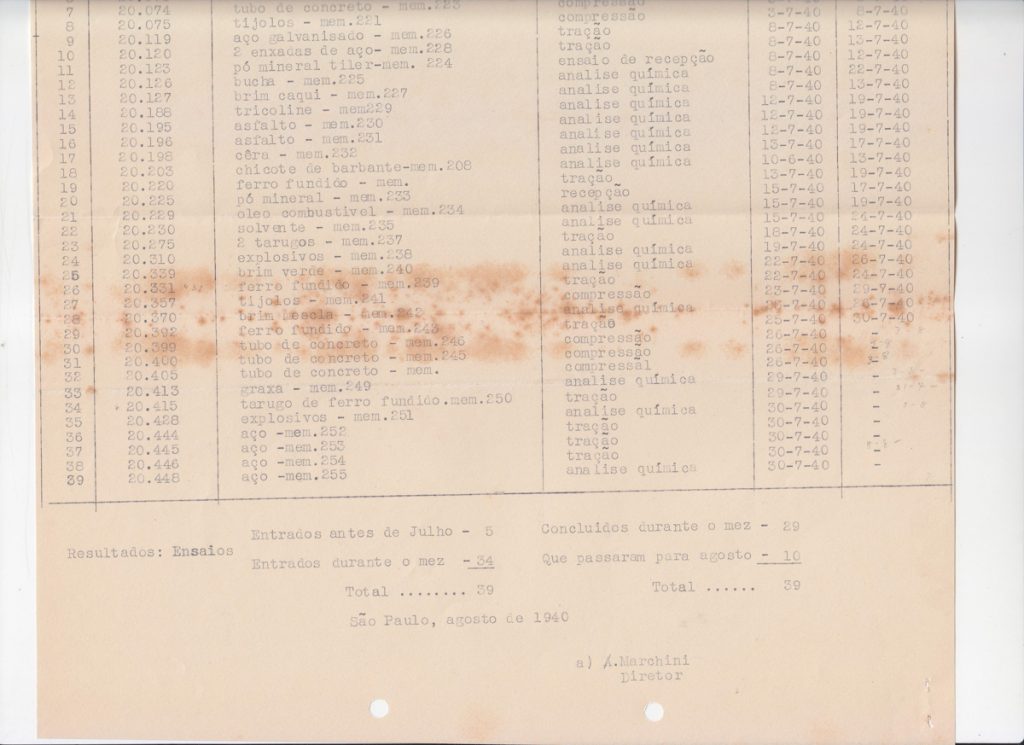 7 20.074 tubo de concreto - mem.223 compressão 3-7-40 8-7-40
8 20.075 tijolos - mem.221 compressão 8-7-40 12-7-40
9 20.119 aço galvanisado - mem.226 tração 8-7-40 13-7-40
10 20.120 2 enxadas de aço- mem.228 tração 8-7-40 12-7-40
11 20.123 pó mineral tiler-mem. 224 ensaio de recepção 8-7-40 22-7-40
12 20.126 bucha - mem.225 analise química 8-7-40 13-7-40
13 20.127 brim caqui - mem.227 analise química 12-7-40 19-7-40
14 20.188 tricoline - mem229 analise química 12-7-40 19-7-40
15 20.195 asfalto - mem.230 analise química 12-7-40 19-7-40
16 20.196 asfalto - mem.231 analise química 13-7-40 17-7-40
17 20.198 cêra - mem.232 analise química 10-6-40 13-7-40
18 20.203 chicote de barbante-mem.208 tração 13-7-40 19-7-40
19 20.220 ferro fundido - mem. recepção 15-7-40 17-7-40
20 20.225 pó mineral - mem.233 analise química 15-7-40 19-7-40
21 20.229 oleo combustivel - mem.234 analise química 15-7-40 24-7-40
22 20.230 solvente - mem.235 tração 18-7-40 24-7-40
23 20.275 2 tarugos - mem.237 analise química 19-7-40 24-7-40
24 20.310 explosivos - mem.238 analise química 22-7-40 26-7-40
25 20.339 brim verde - mem.240 tração 22-7-40 24-7-40
26 20.331 ferro fundido - mem.239 compressão 23-7-40 29-7-40
27 20.357 tijolos - mem.241 analise química 25-7-40 26-7-40
28 20.370 brim mescla - mem.242 tração 25-7-40 30-7-40
29 20.392 ferro fundido - mem.243 compressão 26-7-40 -
30 20.399 tubo de concreto - mem.246 compressão 26-7-40 -
31 20.400 tubo de concreto - mem.245 compressãl 26-7-40 -
32 20.405 tubo de concreto - mem. analise química 29-7-40 -
33 20.413 graxa - mem.249 tração 29-7-40 -
34 20.415 tarugo de ferro fundido.mem.250 analise química 30-7-40 -
35 20.428 explosivos - mem.251 tração 30-7-40 -
36 20.444 aço -mem.252 tração 30-7-40 -
37 20.445 aço -mem.253 tração 30-7-40 -
38 20.446 aço -mem.254 analise química 30-7-40 -
39 20.448 aço -mem.255
Entrados antes de Julho - 5 Concluidos durante o mez - 29
Resultados: Ensaios
Entrados durante o mez - 34 Que passaram para agosto - 10
Total ........ 39 Total ...... 39
São Paulo, agosto de 1940
a) A.Marchini
Diretor